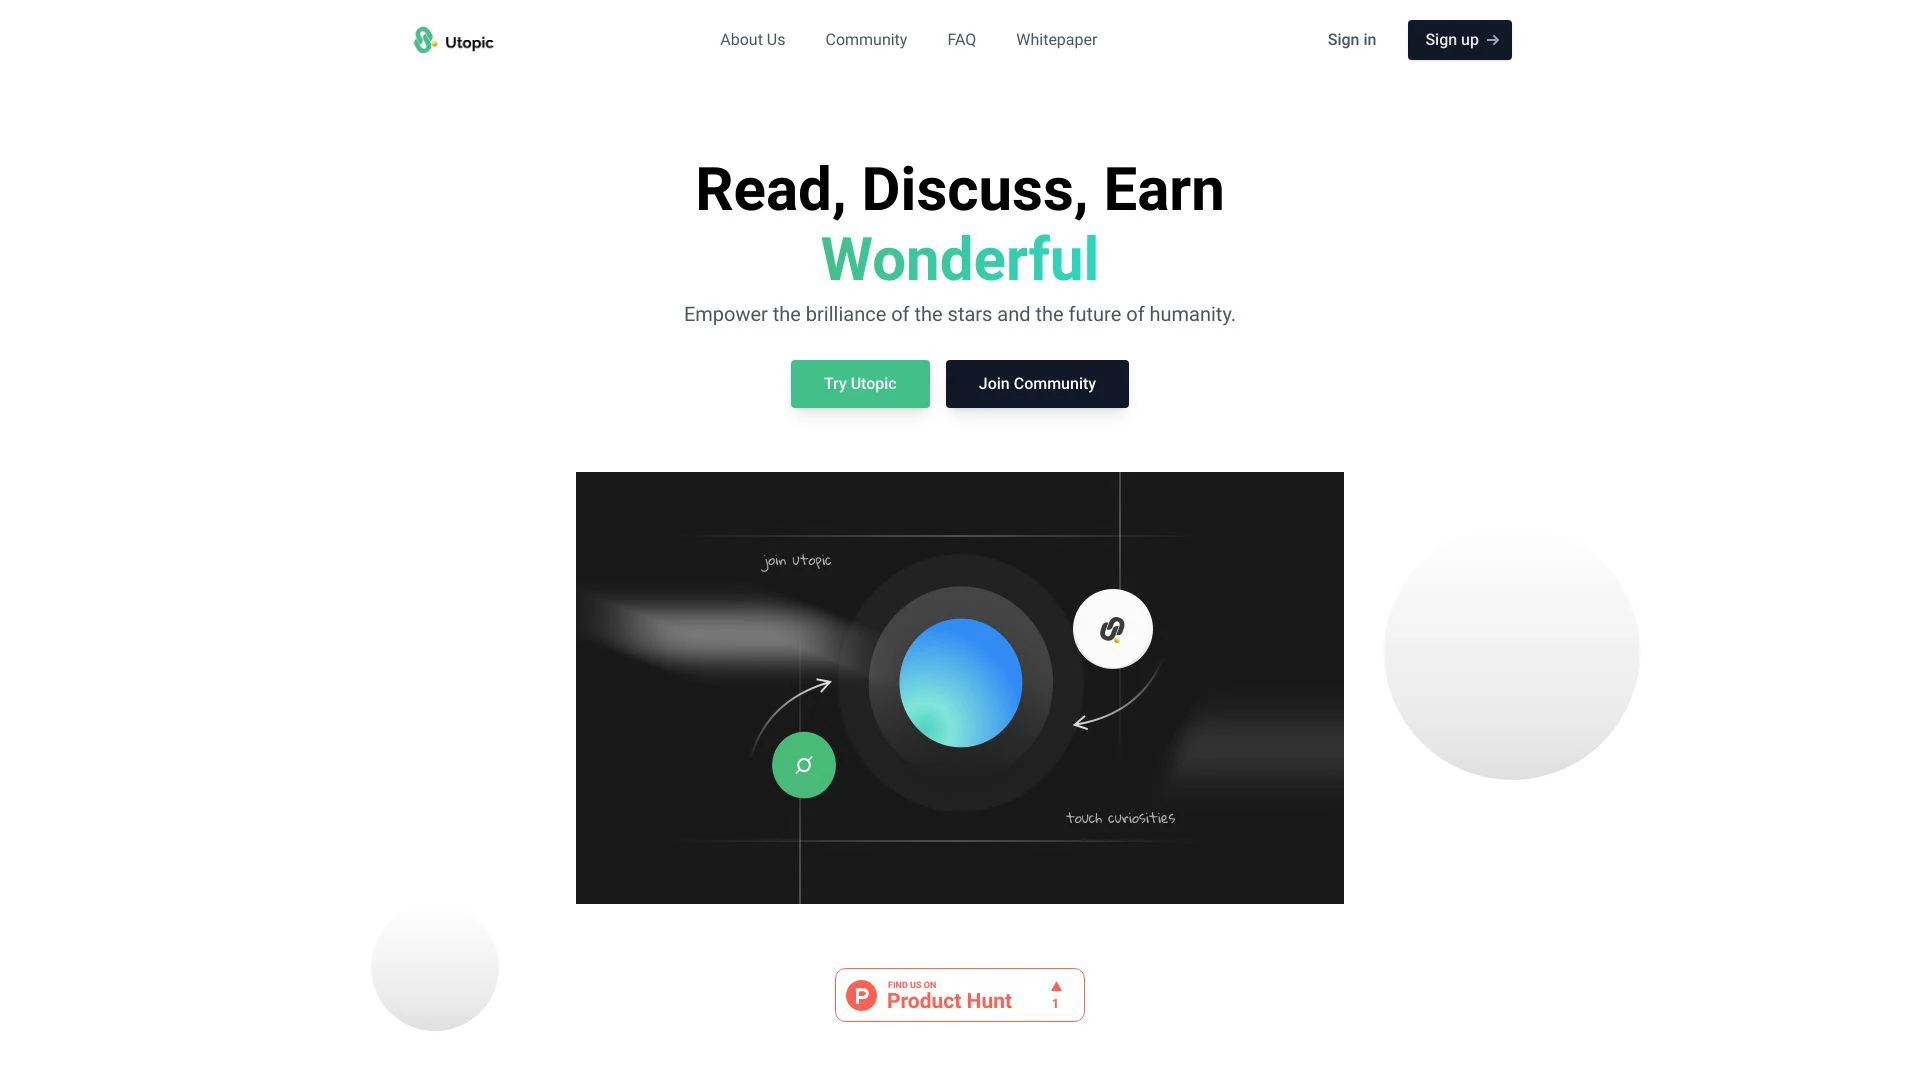 Utopic
About Us
Community
FAQ
Whitepaper
Sign in
Sign up →
Read, Discuss, Earn
Wonderful
Empower the brilliance of the stars and the future of humanity.
Try Utopic
Join Community
join utopic
touch curiosities
P
FIND US ON
Product Hunt
▲
1